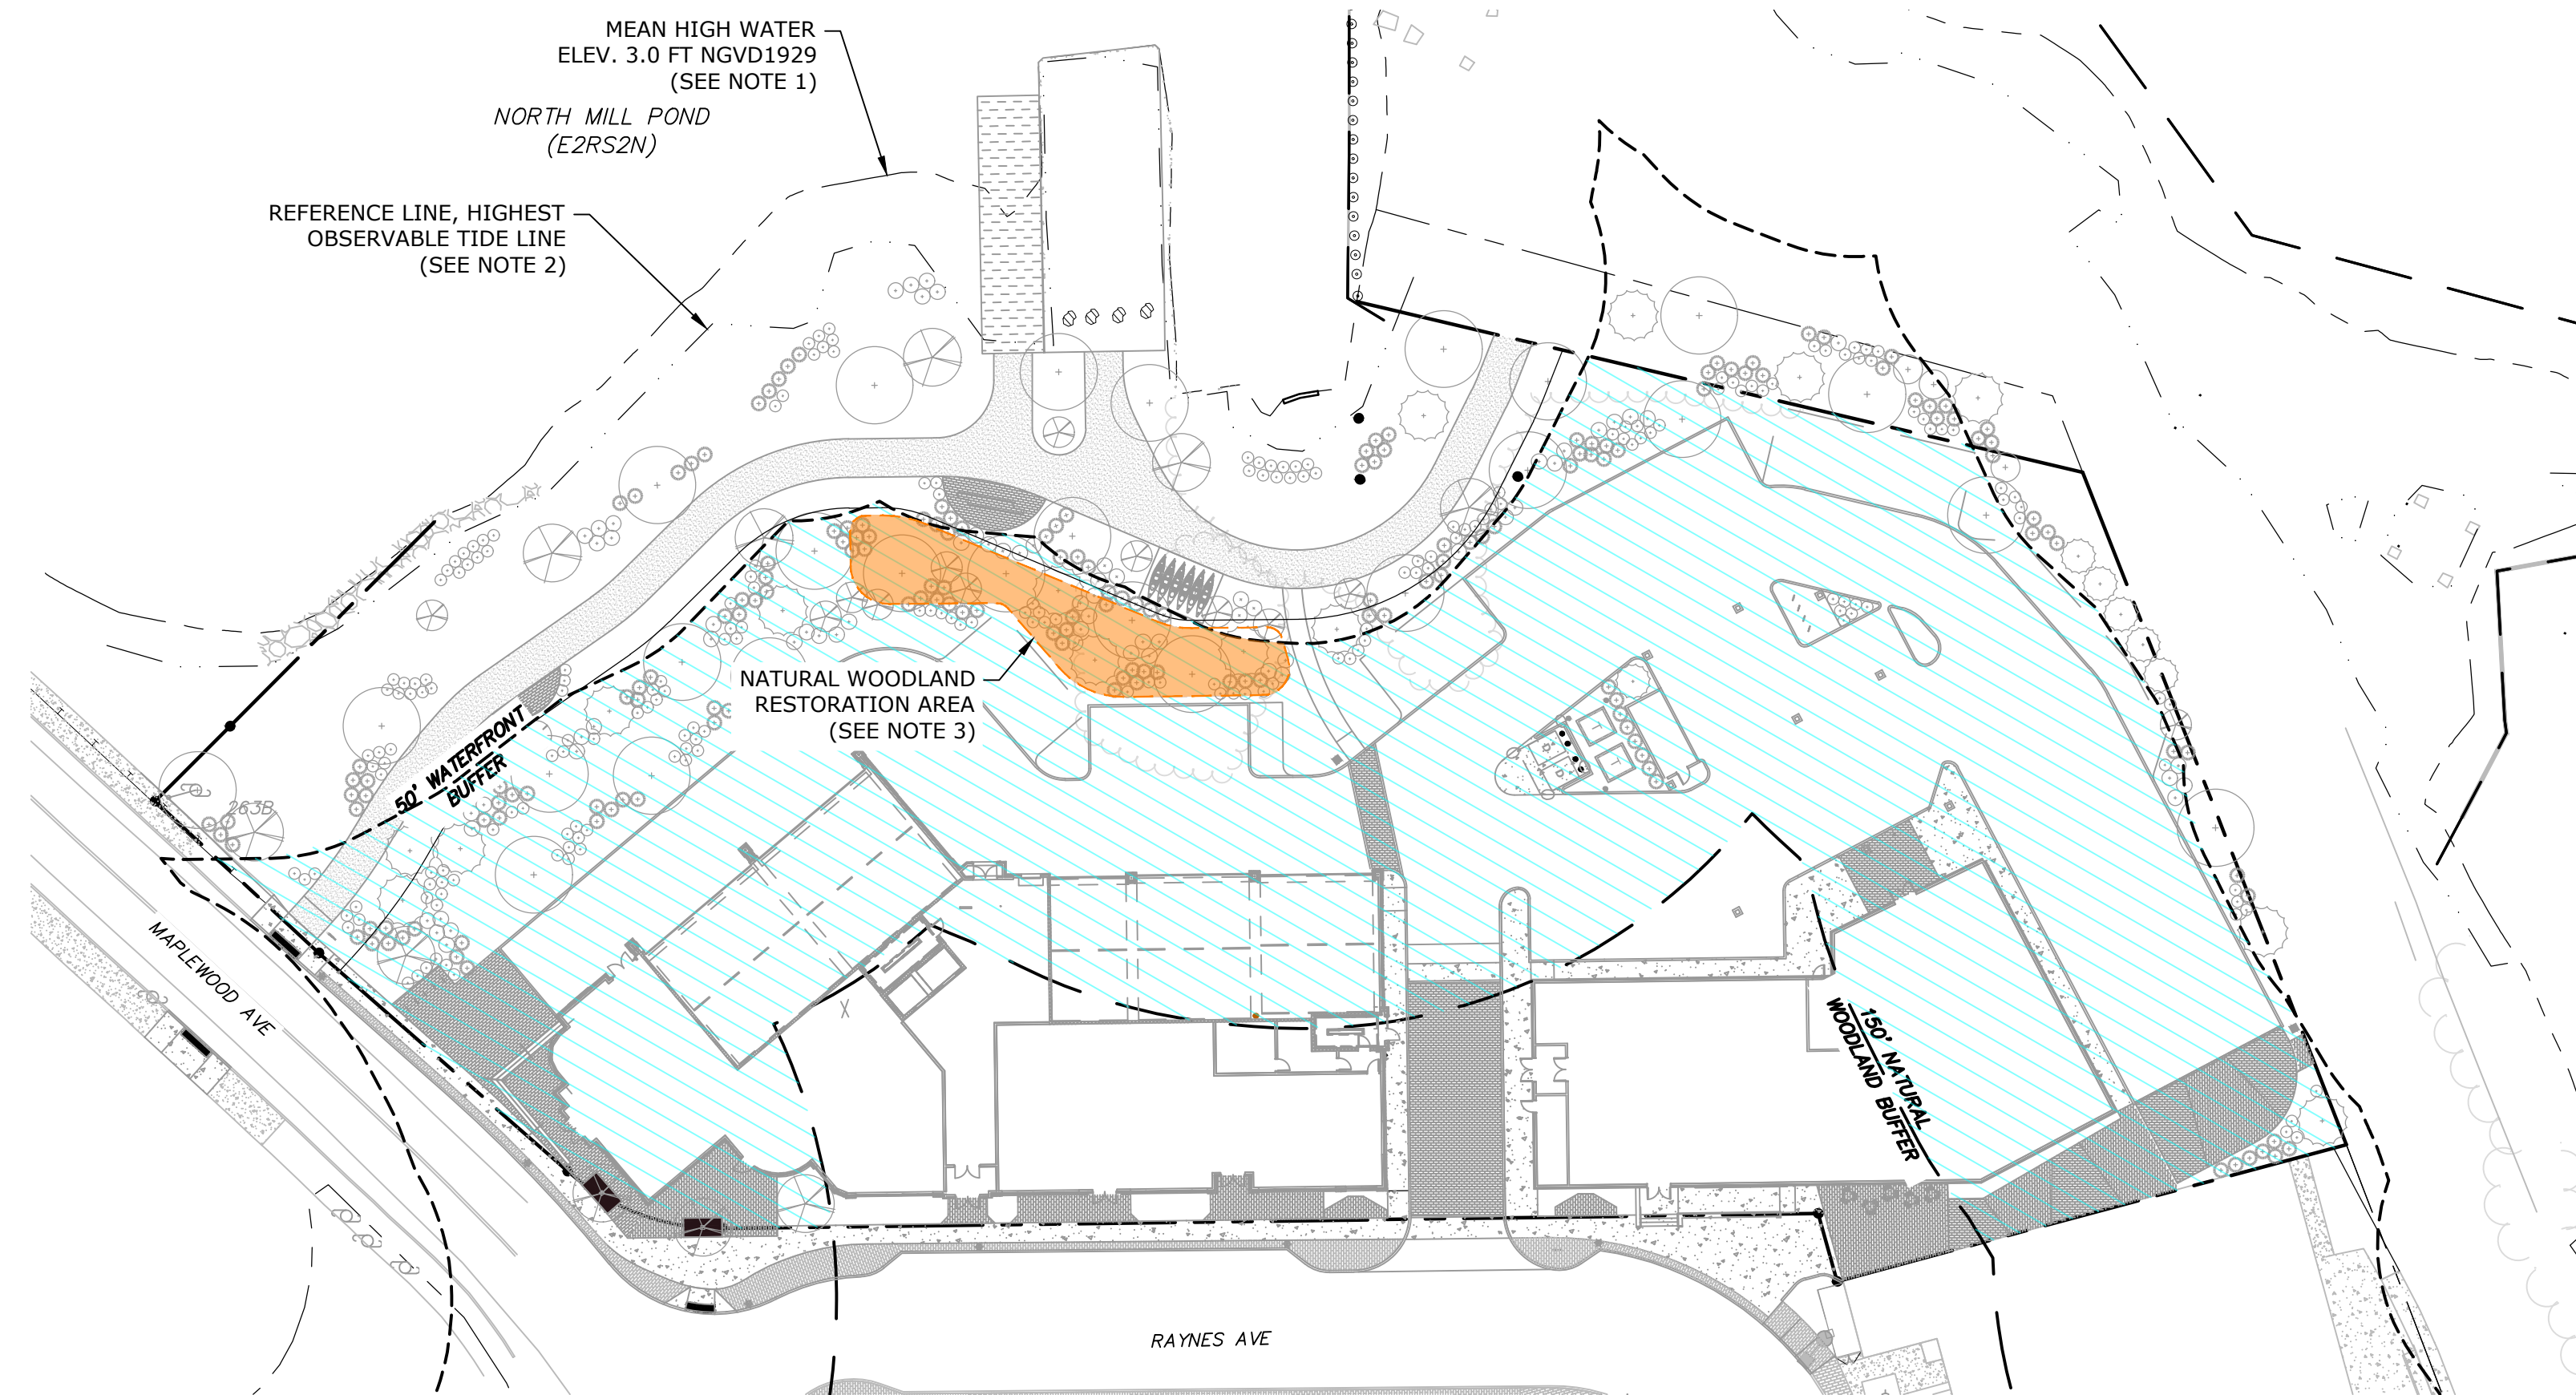 MEAN HIGH WATER
ELEV. 3.0 FT NGVD1929
(SEE NOTE 1)
NORTH MILL POND
(E2RS2N)
REFERENCE LINE, HIGHEST
OBSERVABLE TIDE LINE
(SEE NOTE 2)
NATURAL WOODLAND
RESTORATION AREA
(SEE NOTE 3)
50' WATERFRONT
BUFFER
263B
MAPLEWOOD AVE
150' NATURAL
WOODLAND BUFFER
RAYNES AVE